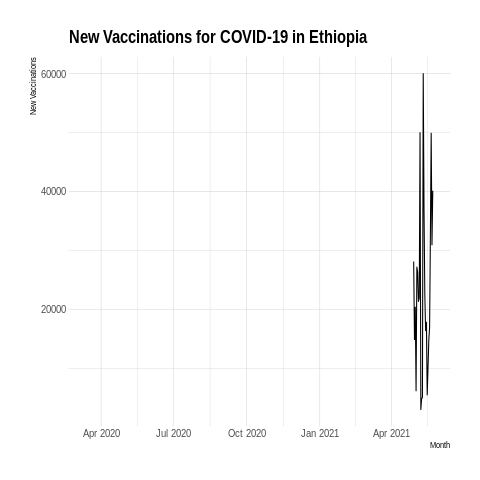 New Vaccinations for COVID-19 in Ethiopia
New Vaccinations
60000
40000
20000
Apr 2020
Jul 2020
Oct 2020
Jan 2021
Apr 2021
Month